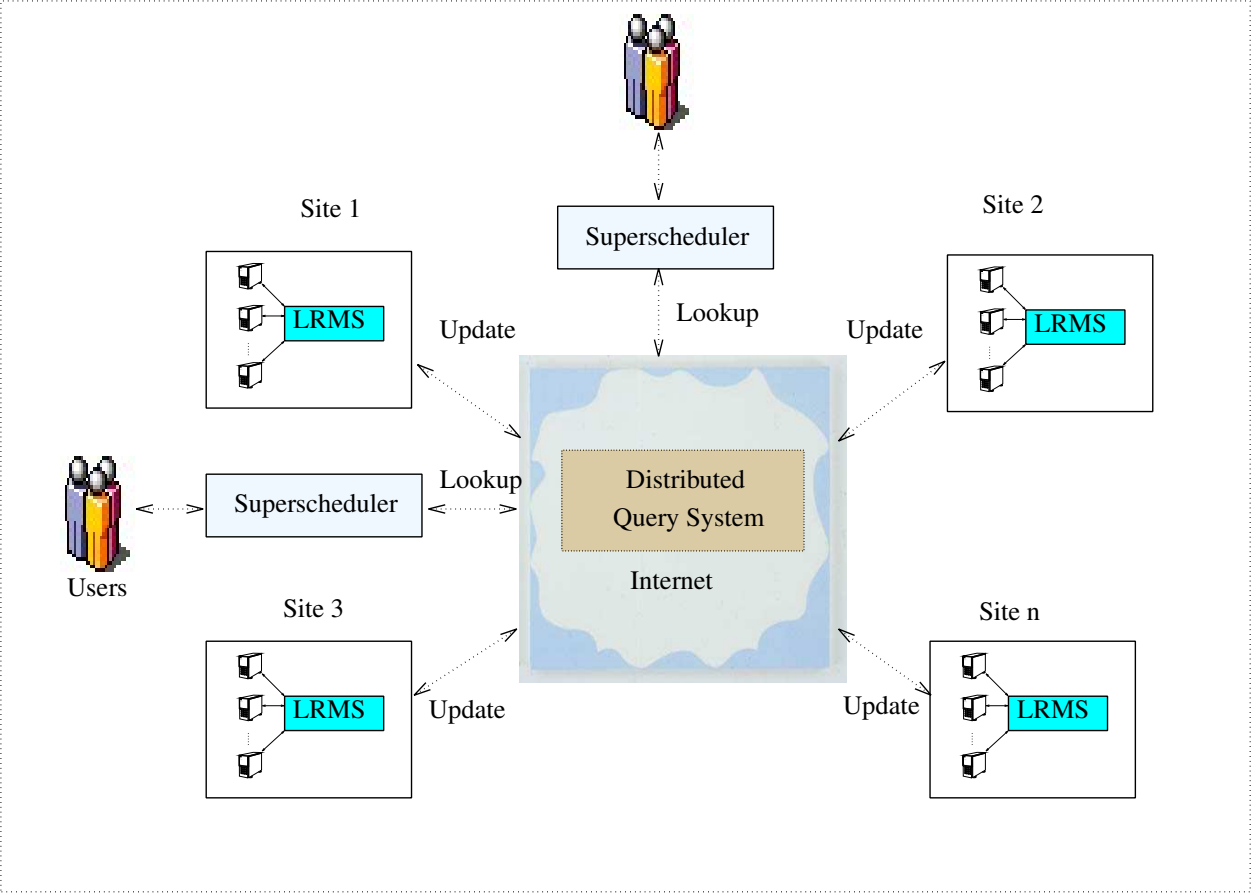 Site 1
Superscheduler
Site 2
LRMS
Update
Lookup
Update
LRMS
Superscheduler
Lookup
Distributed
Query System
Internet
Users
Site 3
Site n
LRMS
Update
Update
LRMS